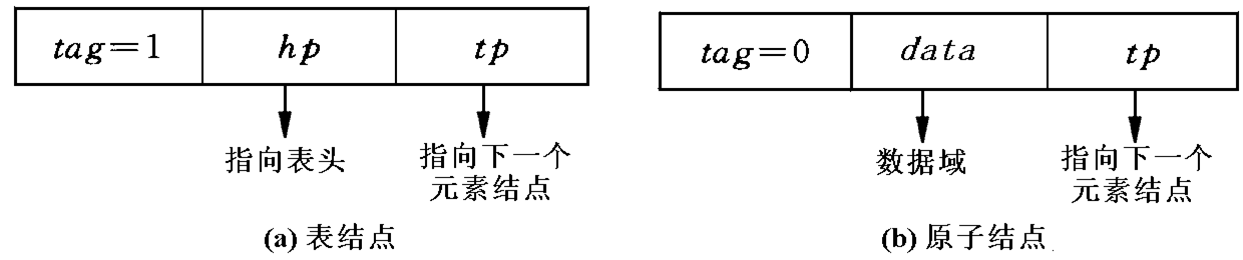 tag=1 hp tp
指向表头
指向下一个
元素结点
(a) 表结点
tag=0 data tp
数据域
指向下一个
元素结点
(b) 原子结点